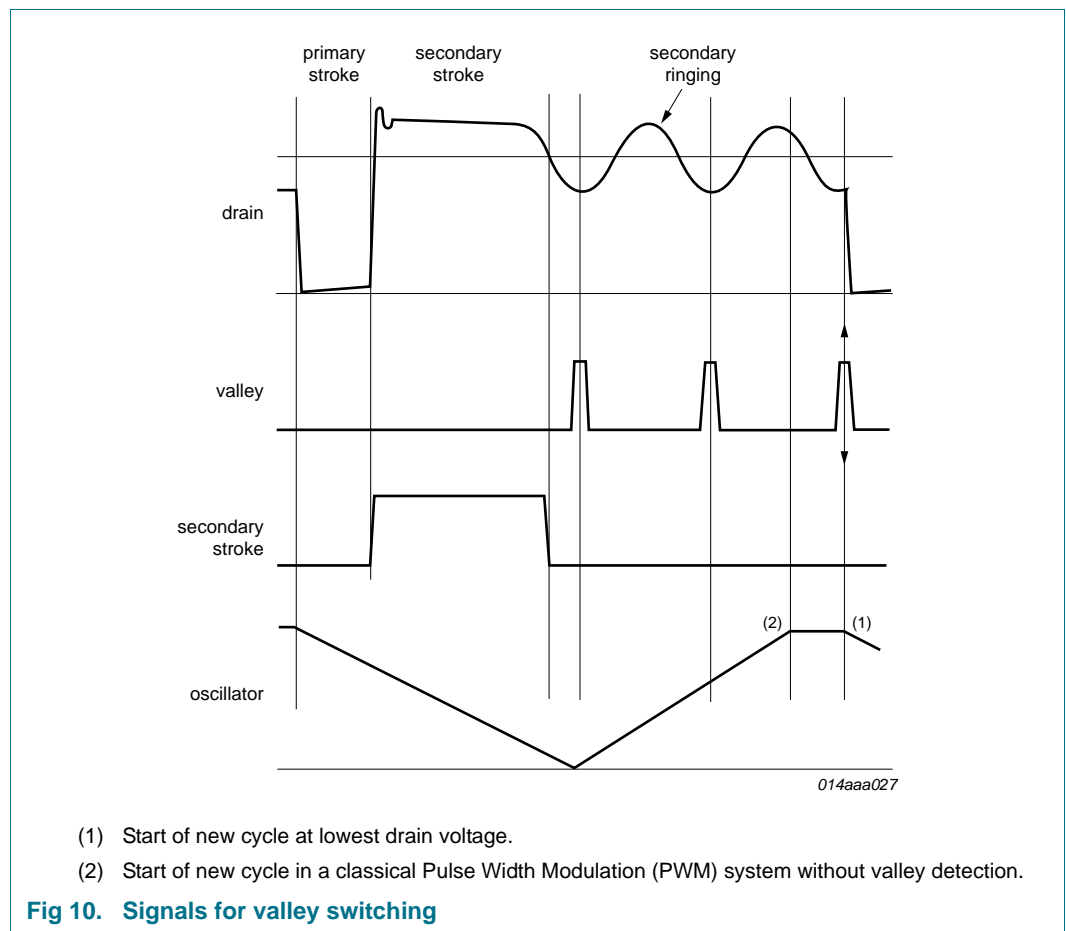 primary
stroke
secondary
stroke
secondary
ringing
drain
valley
secondary
stroke
(2)
(1)
oscillator
014aaa027
(1) Start of new cycle at lowest drain voltage.
(2) Start of new cycle in a classical Pulse Width Modulation (PWM) system without valley detection.
Fig 10. Signals for valley switching